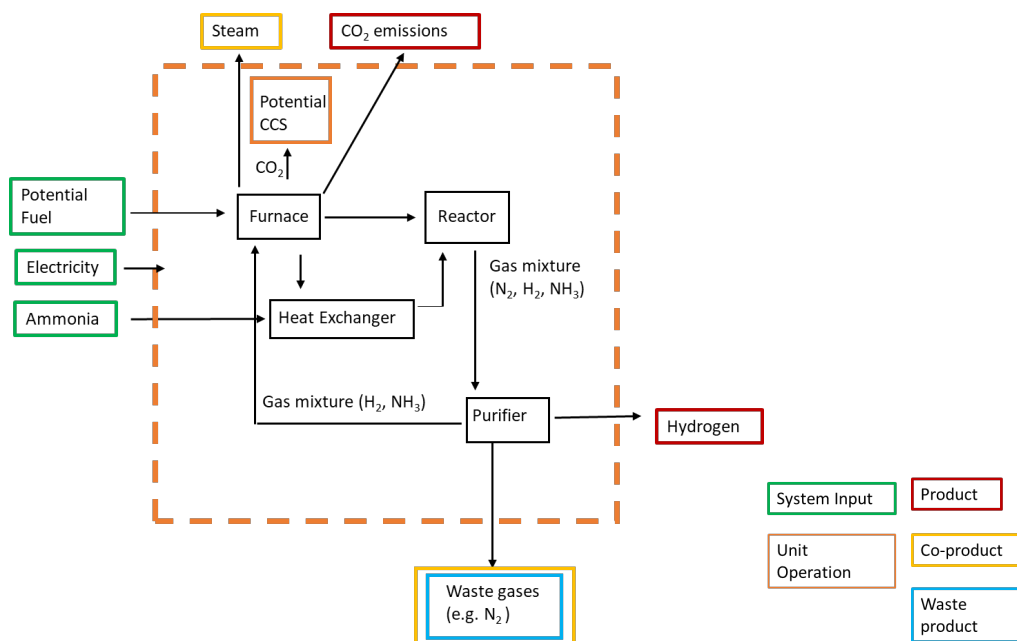 Steam
CO₂ emissions
Potential
CCS
CO₂
Potential
Fuel
Furnace
Reactor
Electricity
Gas mixture
(N₂, H₂, NH₃)
Ammonia
Heat Exchanger
Gas mixture (H₂, NH₃)
Purifier
Hydrogen
System Input
Product
Unit
Operation
Co-product
Waste gases
(e.g. N₂ )
Waste
product